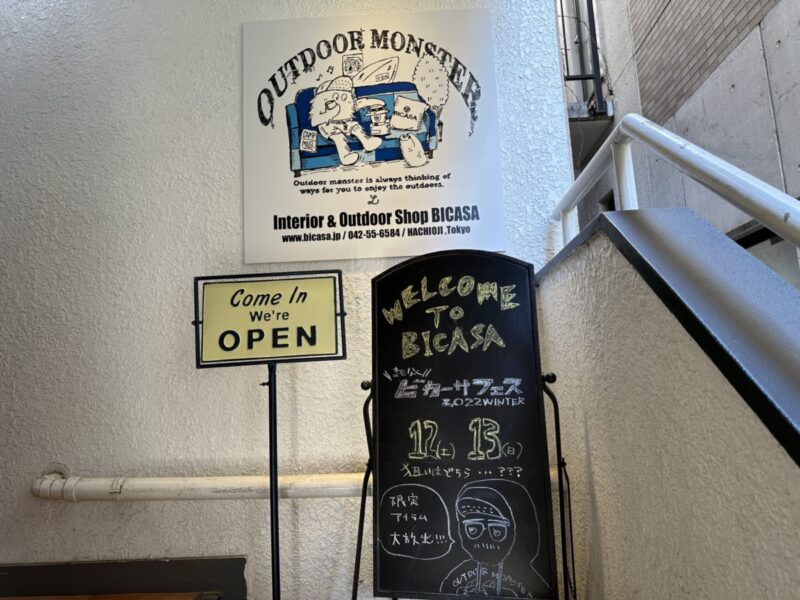 OUTDOOR MONSTER
BICASA
Outdoor monster is always thinking of
ways for you to enjoy the outdoors.
Interior & Outdoor Shop BICASA
www.bicasa.jp / 042-55-6584 / HACHIOJI ,Tokyo
Come In
We're
OPEN
WELCOME
TO
BICASA
ビカーサフェス
2022 WINTER
12(土) 13(日)
狙いはどちら…???
限定
アイテム
大放出!!!
OUTDOOR MONSTER